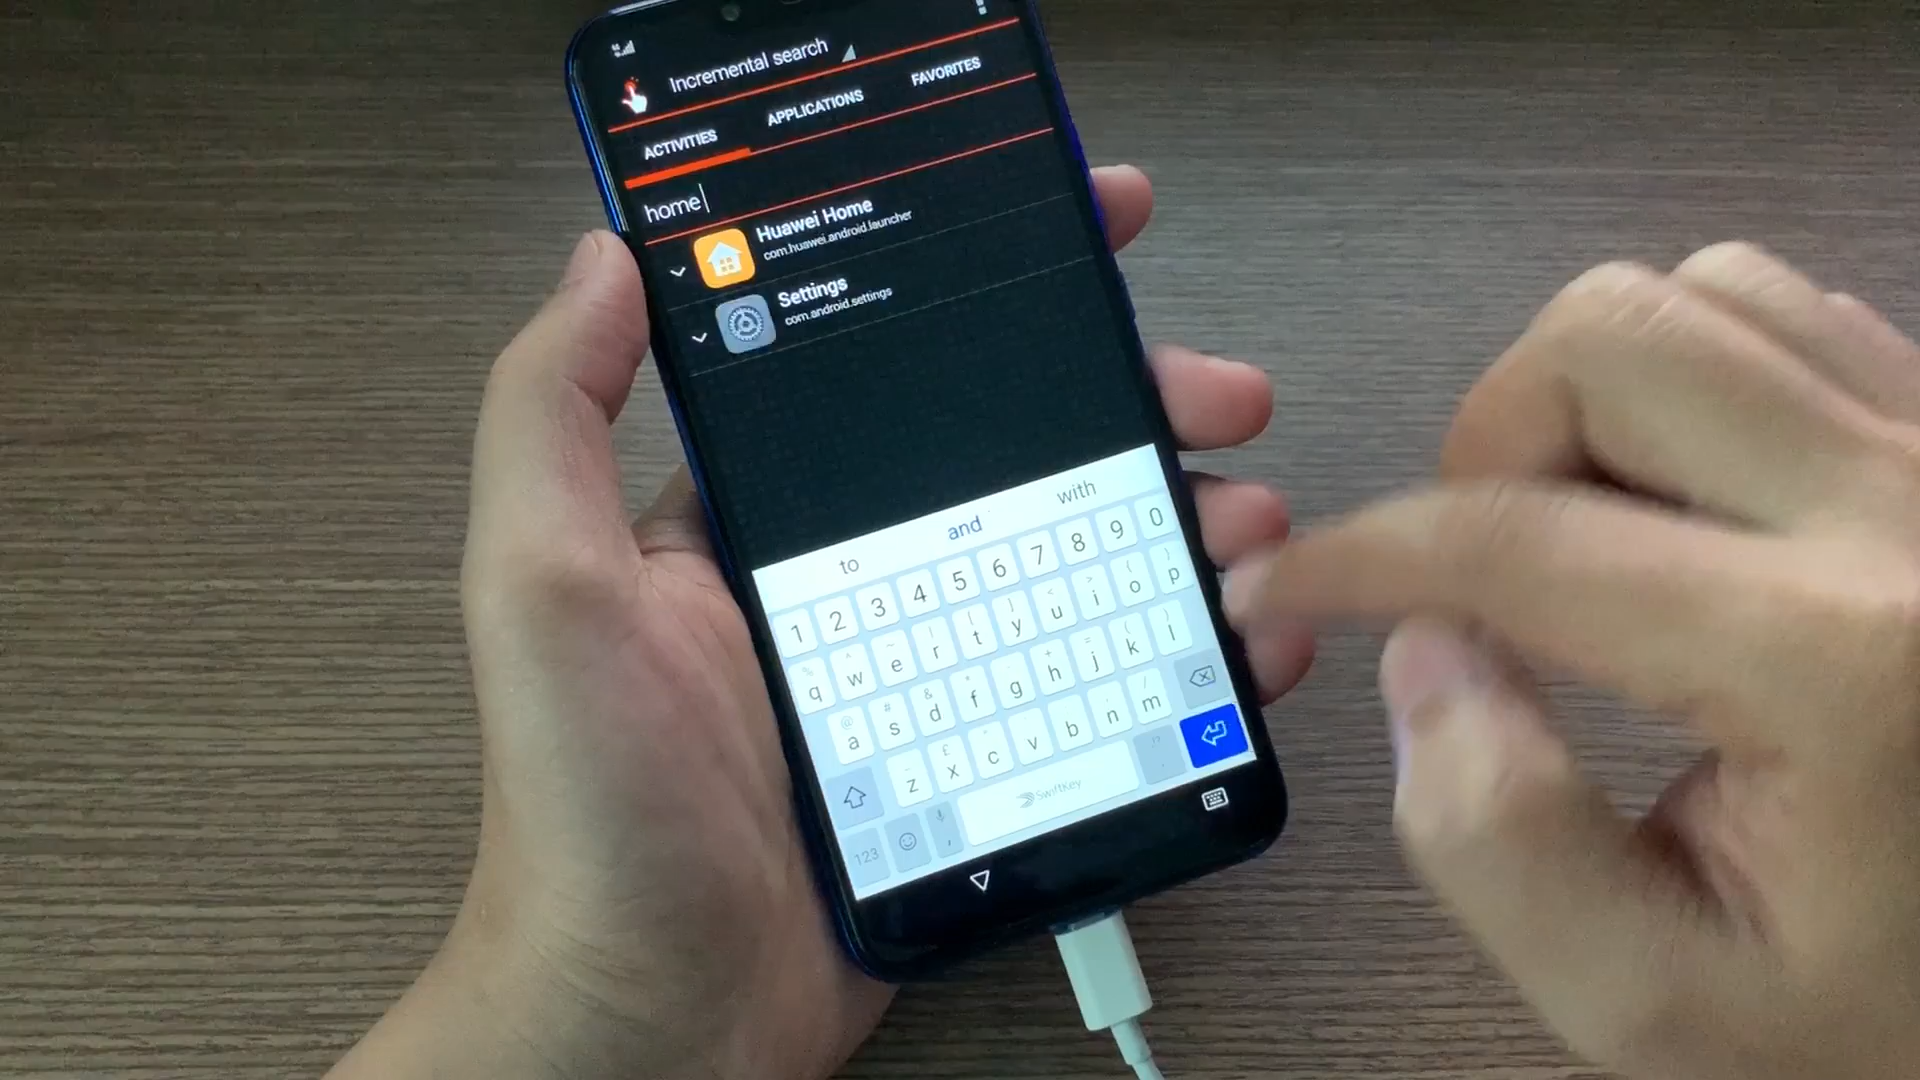 Incremental search
ACTIVITIES
APPLICATIONS
FAVORITES
home
Huawei Home
com.huawei.android.launcher
Settings
com.android.settings
to and with
1 2 3 4 5 6 7 8 9 0
q w e r t y u i o p
a s d f g h j k l
z x c v b n m
123 , SwiftKey .